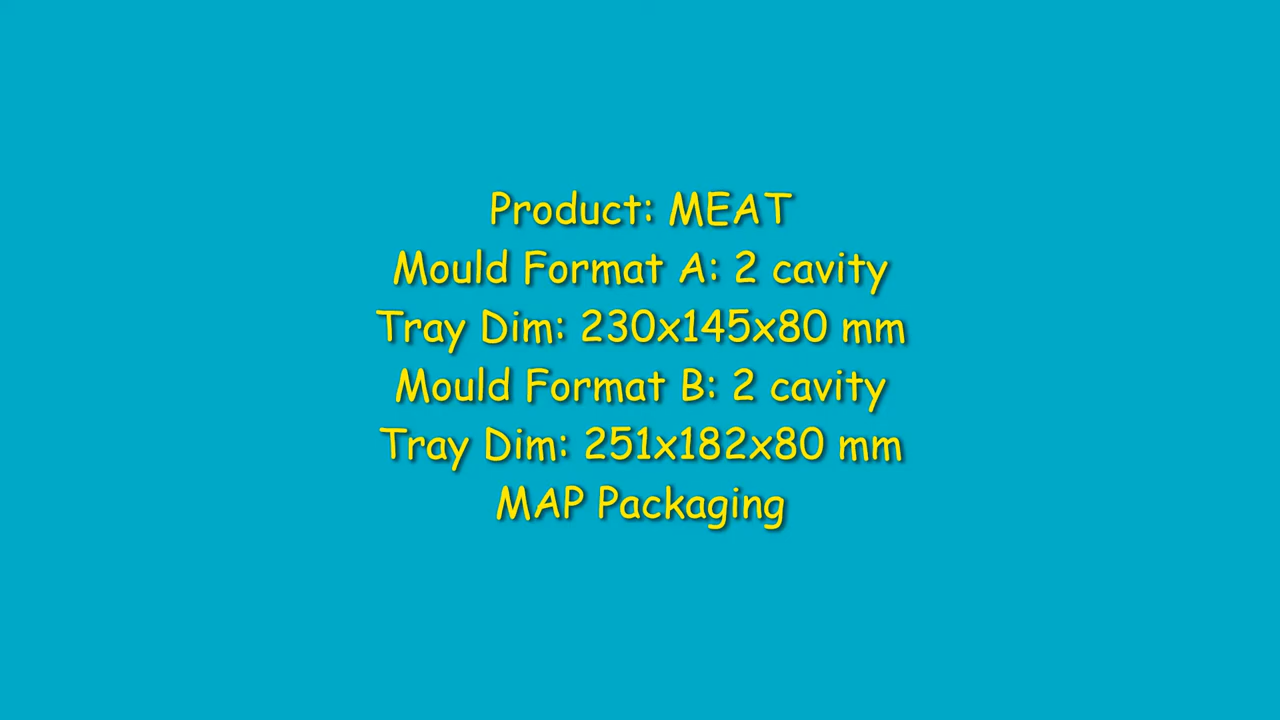 Product: MEAT
Mould Format A: 2 cavity
Tray Dim: 230x145x80 mm
Mould Format B: 2 cavity
Tray Dim: 251x182x80 mm
MAP Packaging